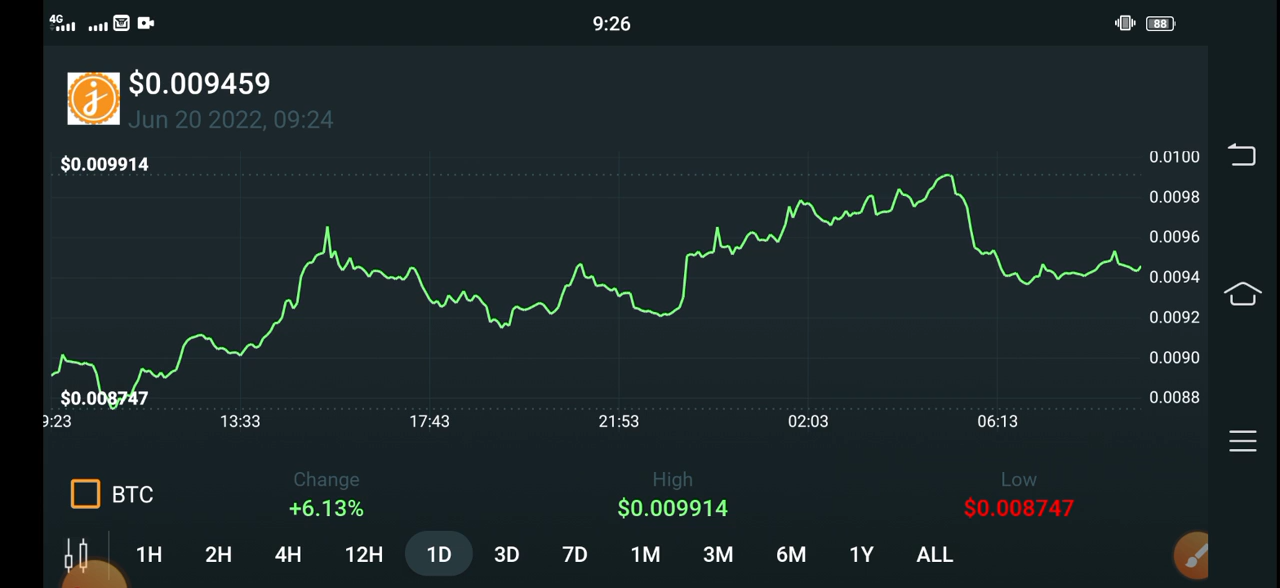 4G 9:26 88
$0.009459
Jun 20 2022, 09:24
$0.009914
0.0100
0.0098
0.0096
0.0094
0.0092
0.0090
$0.008747
0.0088
9:23 13:33 17:43 21:53 02:03 06:13
Change High Low
BTC
+6.13% $0.009914 $0.008747
1H 2H 4H 12H 1D 3D 7D 1M 3M 6M 1Y ALL